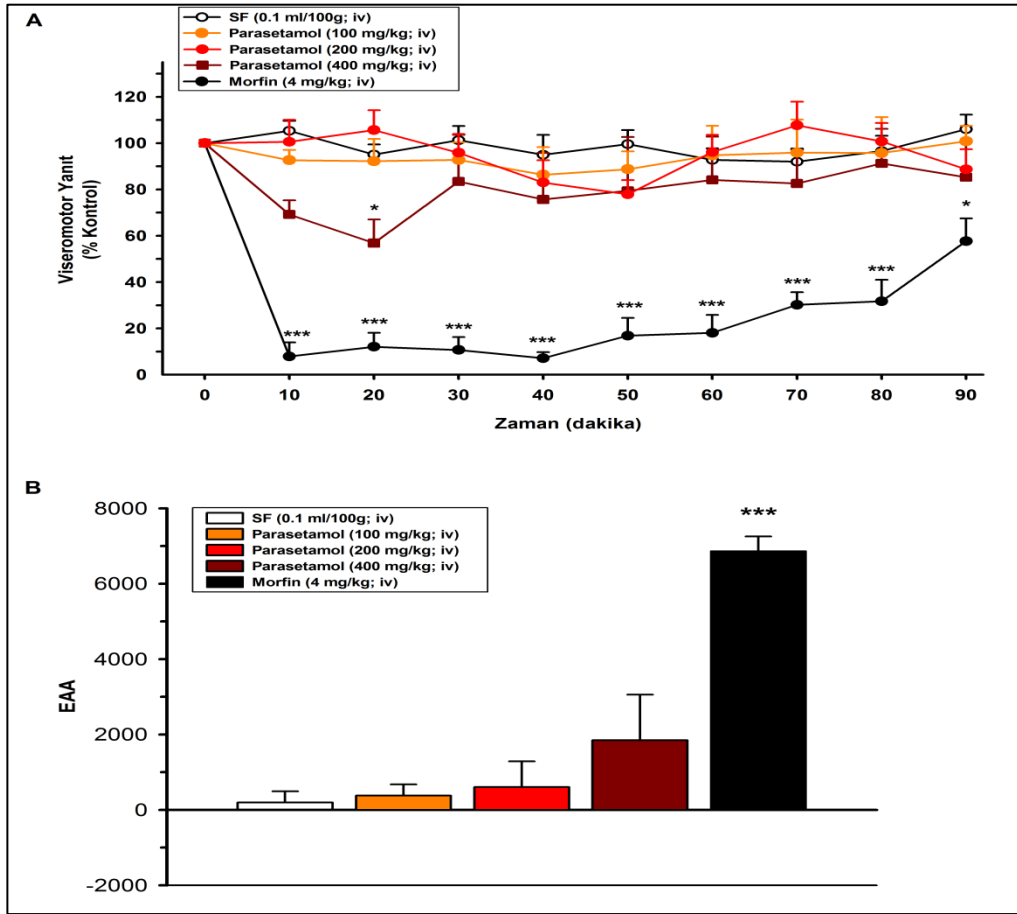 A
SF (0.1 ml/100g; iv)
Parasetamol (100 mg/kg; iv)
Parasetamol (200 mg/kg; iv)
Parasetamol (400 mg/kg; iv)
Morfin (4 mg/kg; iv)
Viseromotor Yanıt
(% Kontrol)
120
100
80
60
40
20
0
*
*
***
***
***
***
***
***
***
***
0 10 20 30 40 50 60 70 80 90
Zaman (dakika)
B
SF (0.1 ml/100g; iv)
Parasetamol (100 mg/kg; iv)
Parasetamol (200 mg/kg; iv)
Parasetamol (400 mg/kg; iv)
Morfin (4 mg/kg; iv)
***
EAA
8000
6000
4000
2000
0
-2000